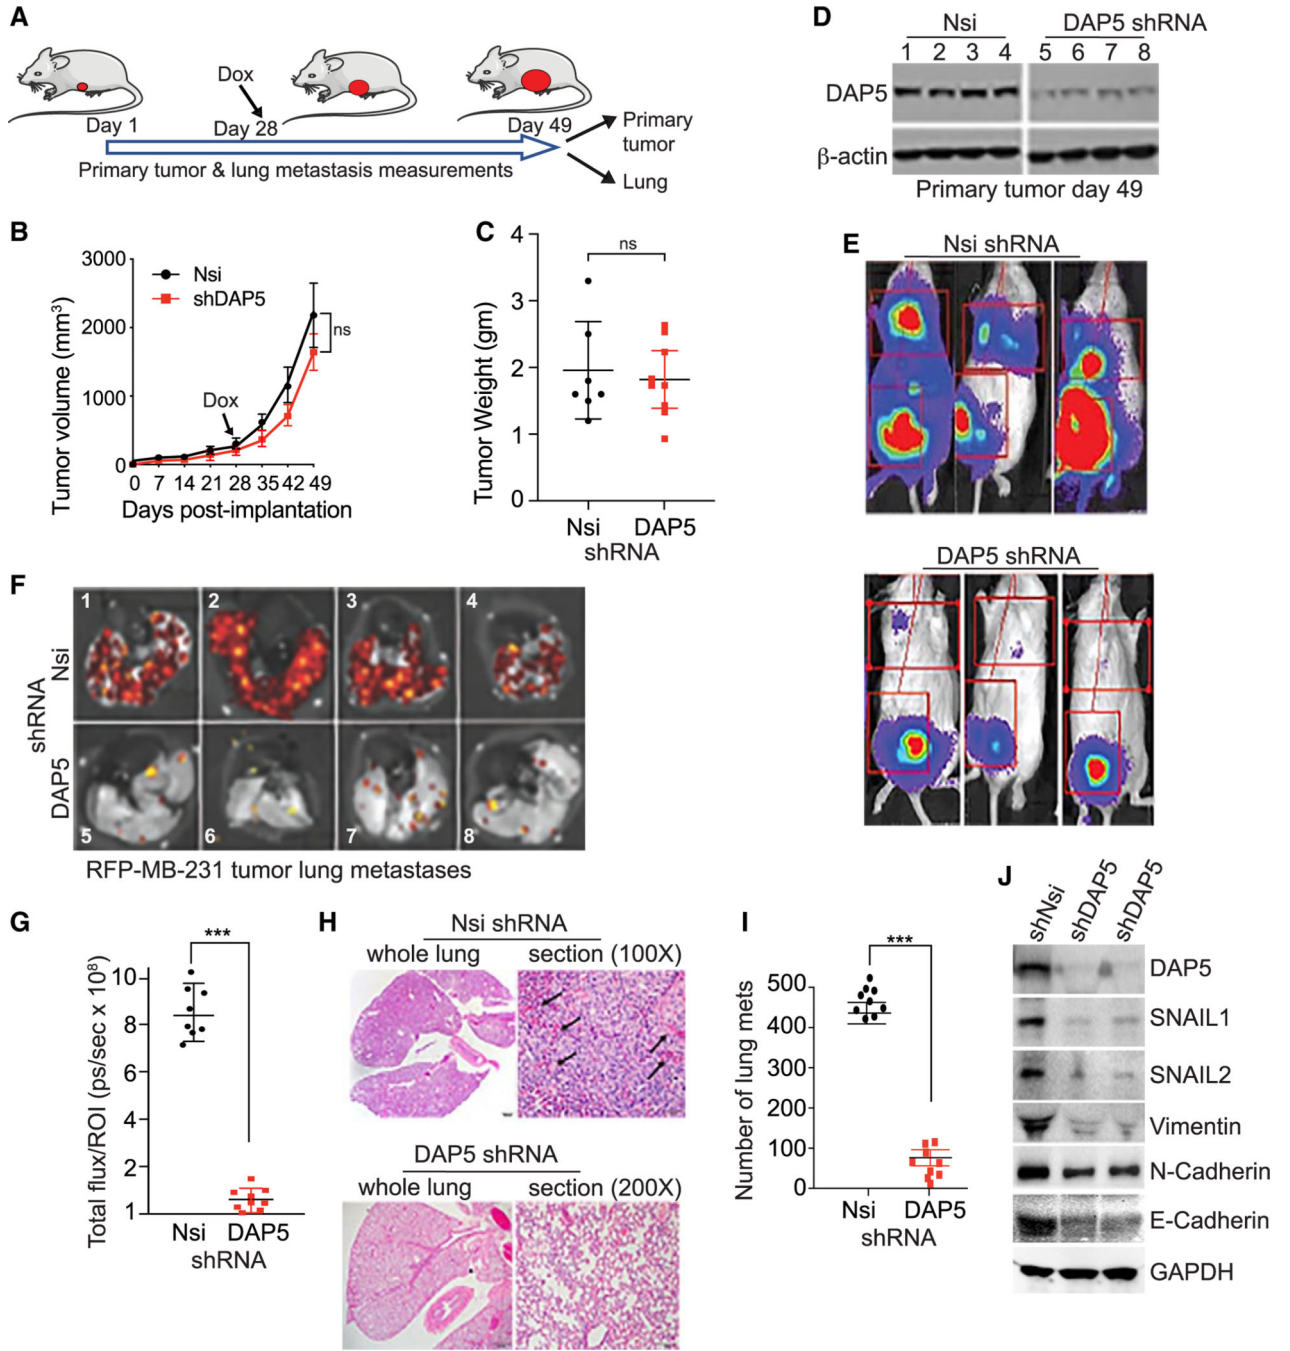 A
Dox
Day 1
Day 28
Day 49
Primary tumor & lung metastasis measurements
Primary
tumor
Lung
B
Tumor volume (mm³)
3000
2000
1000
0
Nsi
shDAP5
Dox
ns
0 7 14 21 28 35 42 49
Days post-implantation
C
Tumor Weight (gm)
4
3
2
1
0
ns
Nsi DAP5
shRNA
D
Nsi DAP5 shRNA
1 2 3 4 5 6 7 8
DAP5
β-actin
Primary tumor day 49
E
Nsi shRNA
DAP5 shRNA
F
shRNA
Nsi
DAP5
1 2 3 4
5 6 7 8
RFP-MB-231 tumor lung metastases
G
Total flux/ROI (ps/sec x 10⁸)
10
8
6
4
2
1
***
Nsi DAP5
shRNA
H
Nsi shRNA
whole lung section (100X)
DAP5 shRNA
whole lung section (200X)
I
Number of lung mets
500
400
300
200
100
0
***
Nsi DAP5
shRNA
J
shNsi
shDAP5
shDAP5
DAP5
SNAIL1
SNAIL2
Vimentin
N-Cadherin
E-Cadherin
GAPDH